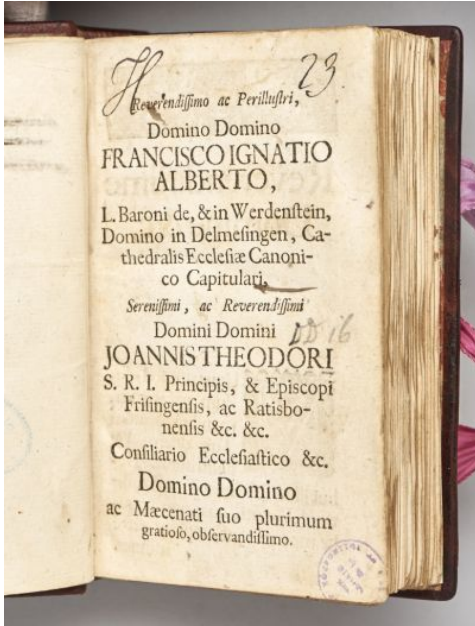 H 23
Reverendiſſimo ac Perilluſtri,
Domino Domino
FRANCISCO IGNATIO
ALBERTO,
L. Baroni de, & in Werdenſtein,
Domino in Delmeſingen, Ca-
thedralis Eccleſiæ Canoni-
co Capitulari,
Sereniſſimi, ac Reverendiſſimi
Domini Domini
JOANNIS THEODORI
S. R. I. Principis, & Epiſcopi
Friſingenſis, ac Ratisbo-
nenſis &c. &c.
Conſiliario Eccleſiaſtico &c.
Domino Domino
ac Mæcenati ſuo plurimum
gratioſo, obſervandiſſimo.